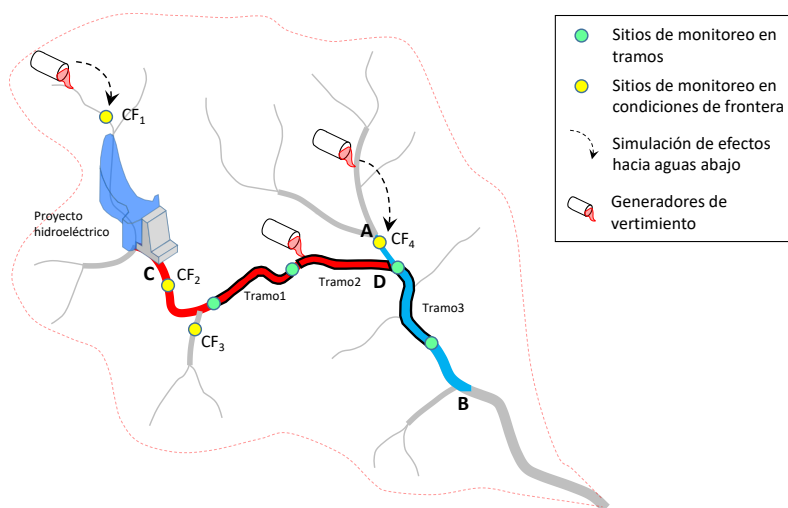 Sitios de monitoreo en
tramos
Sitios de monitoreo en
condiciones de frontera
Simulación de efectos
hacia aguas abajo
Generadores de
vertimiento
CF1
Proyecto
hidroeléctrico
A
CF4
C
CF2
Tramo1
Tramo2
D
Tramo3
CF3
B